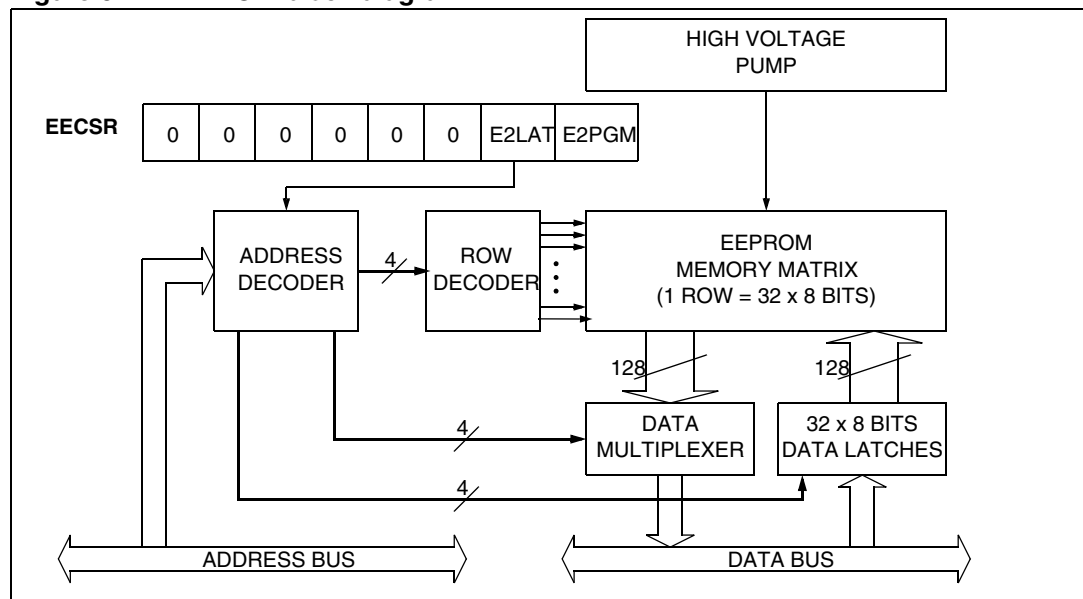 HIGH VOLTAGE
PUMP
EECSR 0 0 0 0 0 0 E2LAT E2PGM
ADDRESS
DECODER
4
ROW
DECODER
EEPROM
MEMORY MATRIX
(1 ROW = 32 x 8 BITS)
128
128
4
DATA
MULTIPLEXER
32 x 8 BITS
DATA LATCHES
4
ADDRESS BUS
DATA BUS